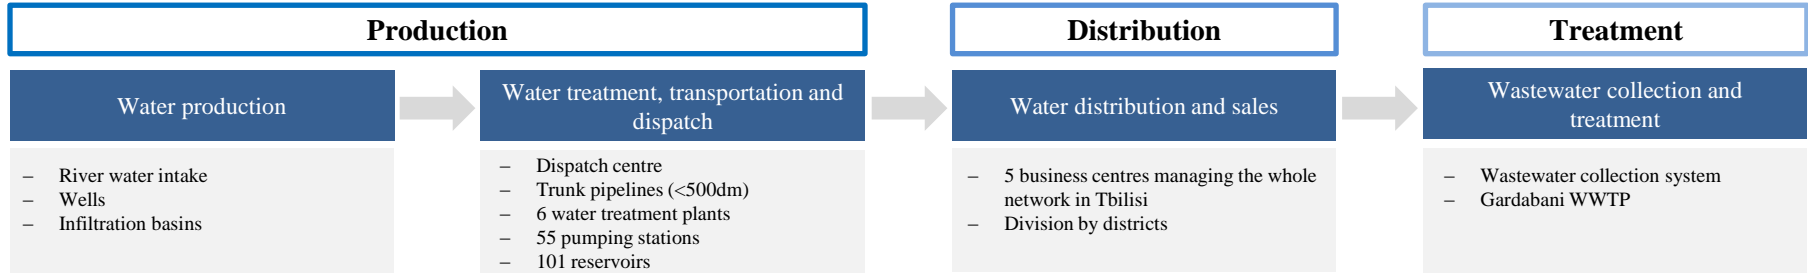 Production
Distribution
Treatment
Water production
Water treatment, transportation and
dispatch
Water distribution and sales
Wastewater collection and
treatment
– River water intake
– Wells
– Infiltration basins
– Dispatch centre
– Trunk pipelines (<500dm)
– 6 water treatment plants
– 55 pumping stations
– 101 reservoirs
– 5 business centres managing the whole
network in Tbilisi
– Division by districts
– Wastewater collection system
– Gardabani WWTP